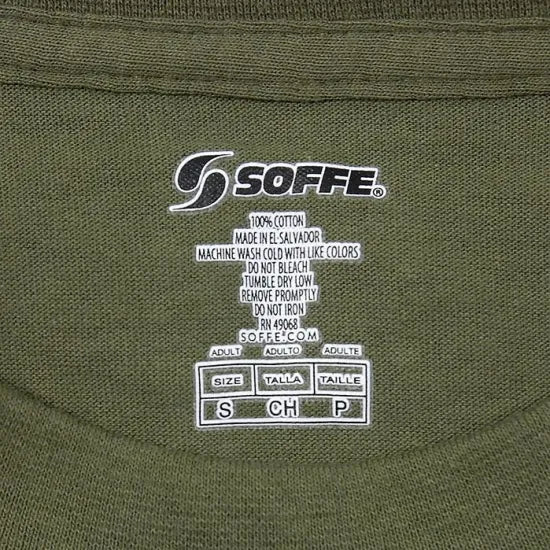 SOFFE®
100% COTTON
MADE IN EL SALVADOR
MACHINE WASH COLD WITH LIKE COLORS
DO NOT BLEACH
TUMBLE DRY LOW
REMOVE PROMPTLY
DO NOT IRON
RN 49068
SOFFE.COM
ADULT ADULTO ADULTE
SIZE TALLA TAILLE
S CH P